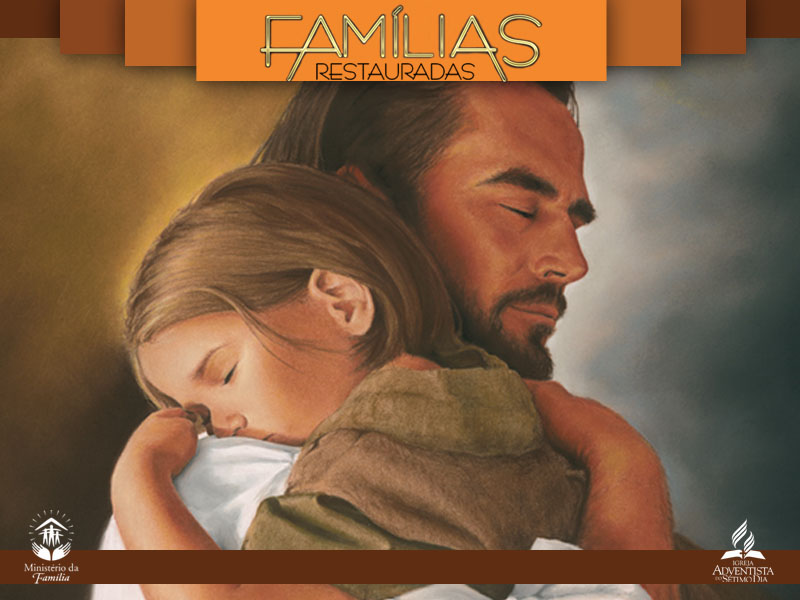 FAMÍLIAS
RESTAURADAS
Ministério da
Família
IGREJA
ADVENTISTA
DO SÉTIMO DIA